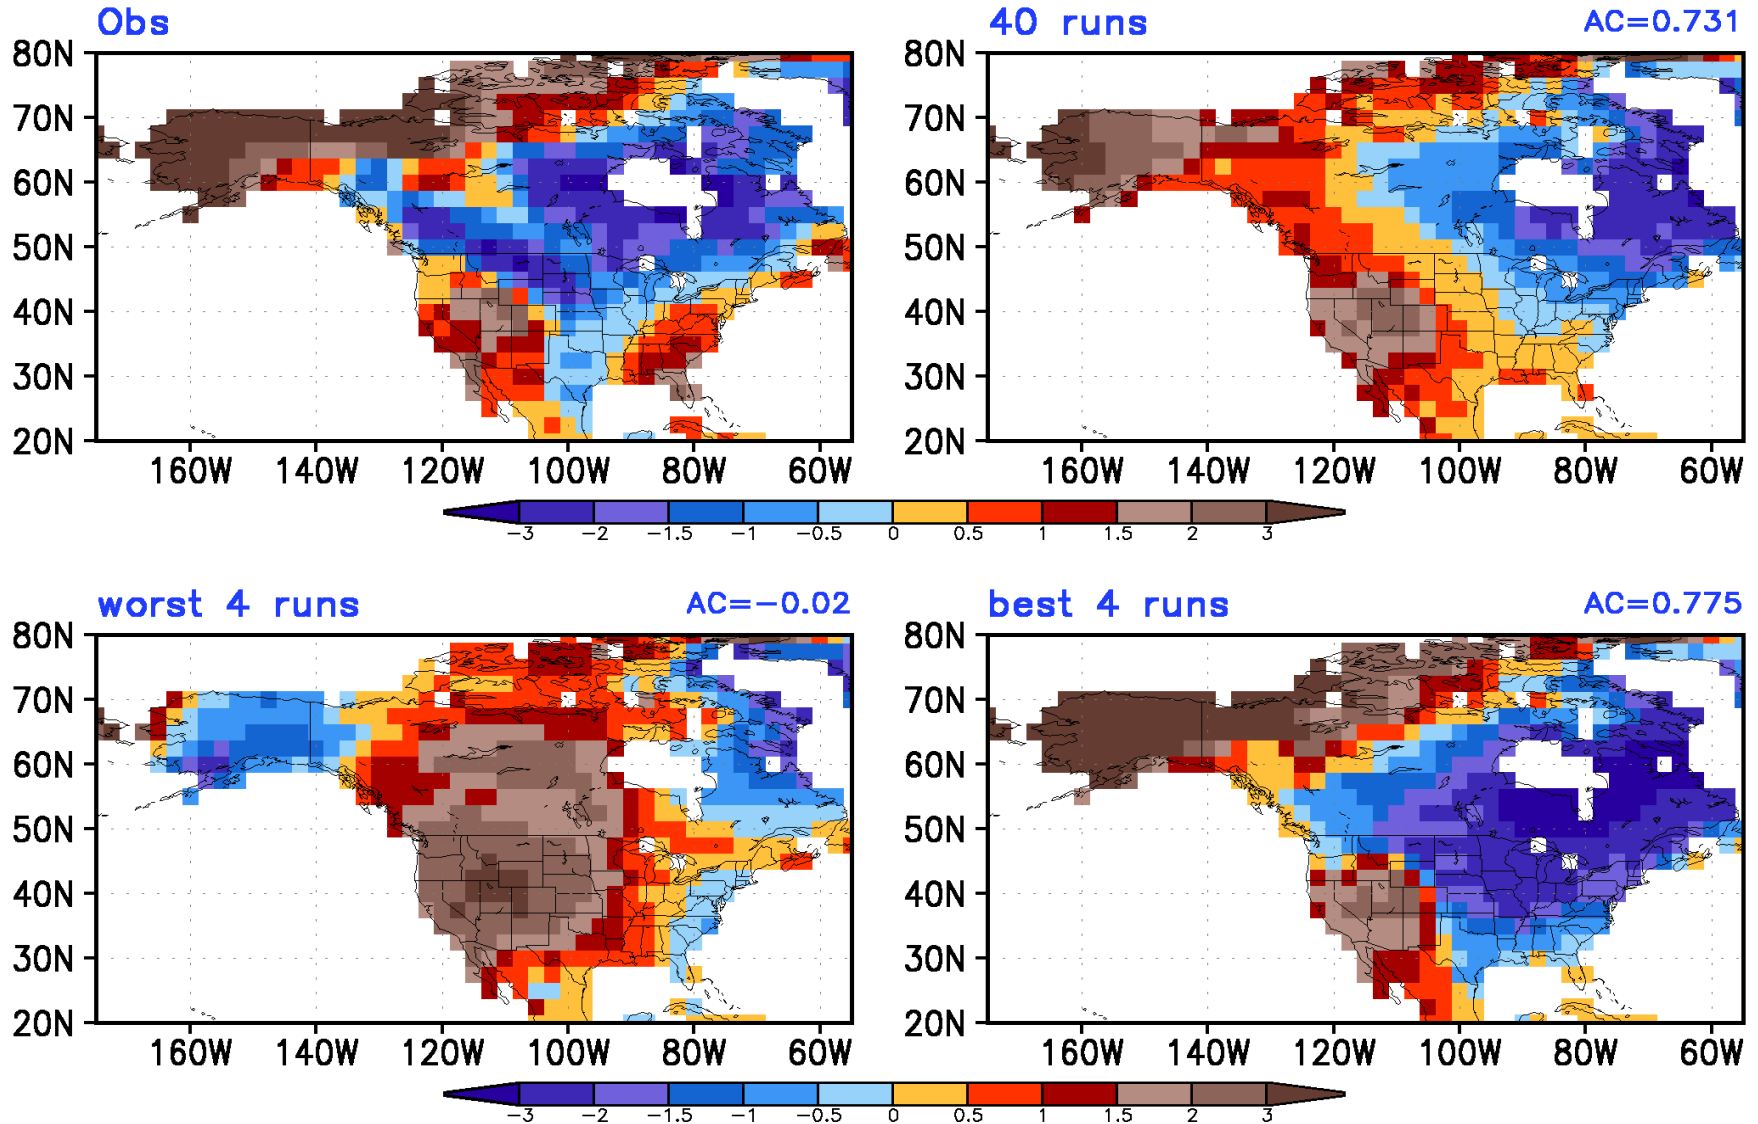 Obs
40 runs AC=0.731
80N 80N
70N 70N
60N 60N
50N 50N
40N 40N
30N 30N
20N 20N
160W 140W 120W 100W 80W 60W 160W 140W 120W 100W 80W 60W
-3 -2 -1.5 -1 -0.5 0 0.5 1 1.5 2 3
worst 4 runs AC=-0.02
best 4 runs AC=0.775
80N 80N
70N 70N
60N 60N
50N 50N
40N 40N
30N 30N
20N 20N
160W 140W 120W 100W 80W 60W 160W 140W 120W 100W 80W 60W
-3 -2 -1.5 -1 -0.5 0 0.5 1 1.5 2 3